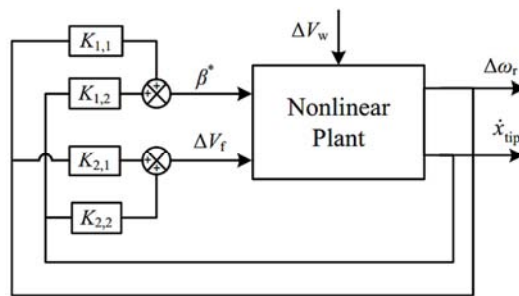 K1,1
ΔVw
+
+
β*
Δωr
K1,2
Nonlinear
Plant
ẋtip
K2,1
+
+
ΔVf
K2,2